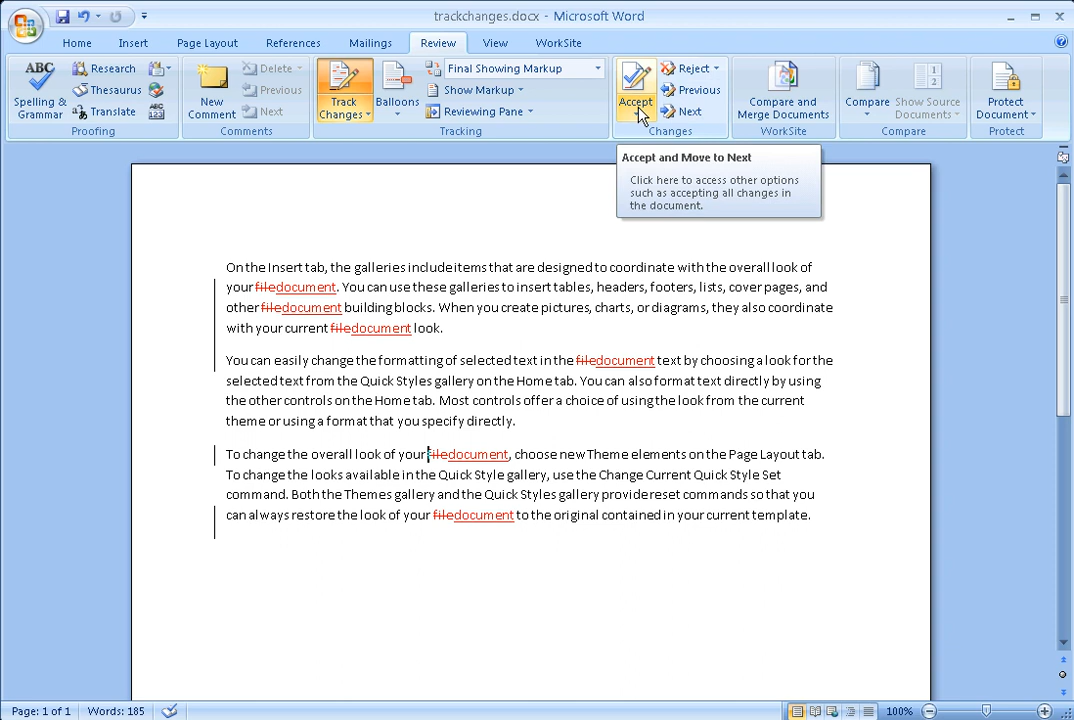 trackchanges.docx - Microsoft Word
Home Insert Page Layout References Mailings Review View WorkSite
ABC
Spelling & Grammar
Research
Thesaurus
Translate
ABC
123
Proofing
New Comment
Delete
Previous
Next
Comments
Track Changes
Balloons
Final Showing Markup
Show Markup
Reviewing Pane
Tracking
Accept
Reject
Previous
Next
Changes
Compare and Merge Documents
WorkSite
Compare
Show Source Documents
Compare
Protect Document
Protect
Accept and Move to Next
Click here to access other options
such as accepting all changes in
the document.
On the Insert tab, the galleries include items that are designed to coordinate with the overall look of
your filedocument. You can use these galleries to insert tables, headers, footers, lists, cover pages, and
other filedocument building blocks. When you create pictures, charts, or diagrams, they also coordinate
with your current filedocument look.
You can easily change the formatting of selected text in the filedocument text by choosing a look for the
selected text from the Quick Styles gallery on the Home tab. You can also format text directly by using
the other controls on the Home tab. Most controls offer a choice of using the look from the current
theme or using a format that you specify directly.
To change the overall look of your filedocument, choose new Theme elements on the Page Layout tab.
To change the looks available in the Quick Style gallery, use the Change Current Quick Style Set
command. Both the Themes gallery and the Quick Styles gallery provide reset commands so that you
can always restore the look of your filedocument to the original contained in your current template.
Page: 1 of 1 Words: 185 100%